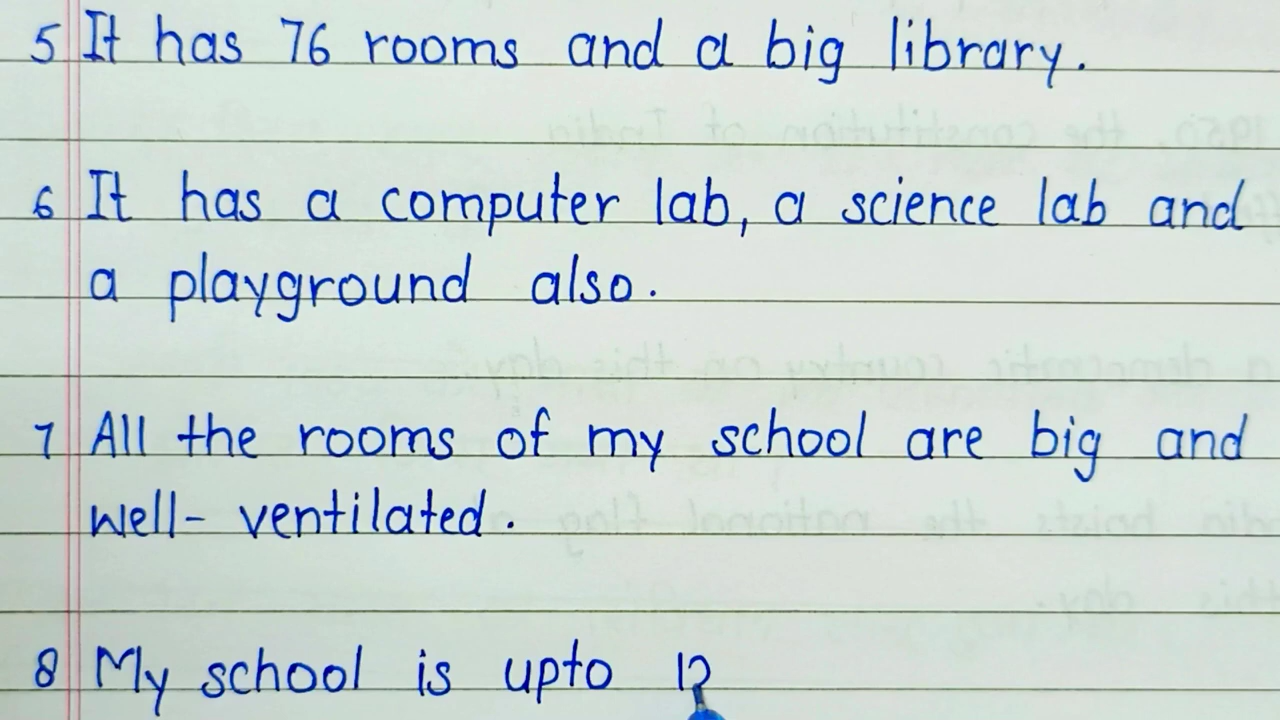 5 It has 76 rooms and a big library.
6 It has a computer lab, a science lab and
a playground also.
7 All the rooms of my school are big and
well- ventilated.
8 My school is upto